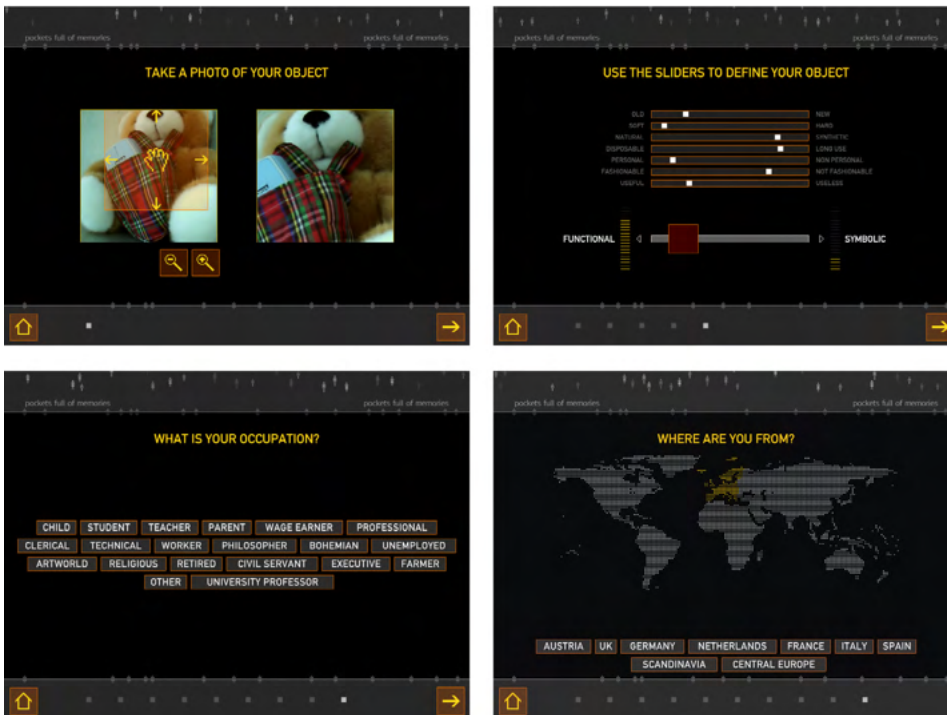 pockets full of memories pockets full of memories
TAKE A PHOTO OF YOUR OBJECT
pockets full of memories pockets full of memories
USE THE SLIDERS TO DEFINE YOUR OBJECT
OLD NEW
SOFT HARD
NATURAL SYNTHETIC
DISPOSABLE LONG USE
PERSONAL NON PERSONAL
FASHIONABLE NOT FASHIONABLE
USEFUL USELESS
FUNCTIONAL SYMBOLIC
pockets full of memories pockets full of memories
WHAT IS YOUR OCCUPATION?
CHILD STUDENT TEACHER PARENT WAGE EARNER PROFESSIONAL
CLERICAL TECHNICAL WORKER PHILOSOPHER BOHEMIAN UNEMPLOYED
ARTWORLD RELIGIOUS RETIRED CIVIL SERVANT EXECUTIVE FARMER
OTHER UNIVERSITY PROFESSOR
pockets full of memories pockets full of memories
WHERE ARE YOU FROM?
AUSTRIA UK GERMANY NETHERLANDS FRANCE ITALY SPAIN
SCANDINAVIA CENTRAL EUROPE